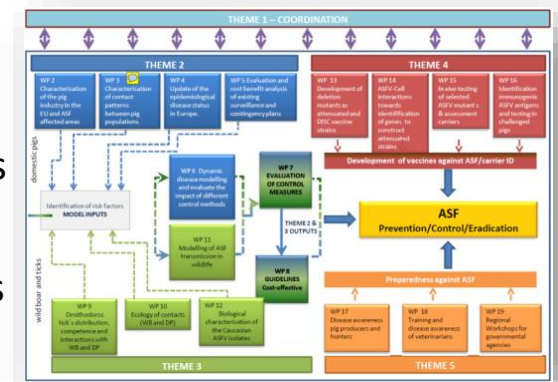 THEME 1 – COORDINATION
THEME 2
THEME 4
WP 2
Characterisation
of the pig
industry in the
EU and ASF
affected areas
WP 3
Characterisation
of contact
patterns
between pig
populations
WP 4
Update of the
epidemiological
disease status
in Europe.
WP 5 Evaluation and
cost benefit analysis
of existing
surveillance and
contingency plans
WP 13
Development of
deletion
mutants as
attenuated and
DISC vaccine
strains
WP 14
ASFV-Cell
interactions
towards
identification
of genes to
construct
attenuated
strains
WP 15
In vivo testing
of selected
ASFV mutant
& assessment
carriers
WP 16
Identification
immunogenic
ASFV antigens
and testing in
challenged
pigs
domestic pigs
Development of vaccines against ASF/carrier ID
WP 6 Dynamic
disease modelling
and evaluate the
impact of different
control methods
WP 7
EVALUATION
OF CONTROL
MEASURES
Identification of risk factors
MODEL INPUTS
THEME 2 &
3 OUTPUTS
ASF
Prevention/Control/Eradication
WP 11
Modelling of ASF
transmission in
wildlife
WP 8
GUIDELINES
Cost-effective
wild boar and ticks
Preparedness against ASF
WP 9
Ornithodoros
tick's distribution,
competence and
interactions with
WB and DP
WP 10
Ecology of contacts
(WB and DP)
WP 12
Biological
characterisation of
the Caucasian
ASFV isolates
WP 17
Disease awareness
pig producers and
hunters
WP 18
Training and
disease awareness
of veterinarians
WP 19
Regional
Workshops for
governmental
agencies
THEME 3
THEME 5
s
s